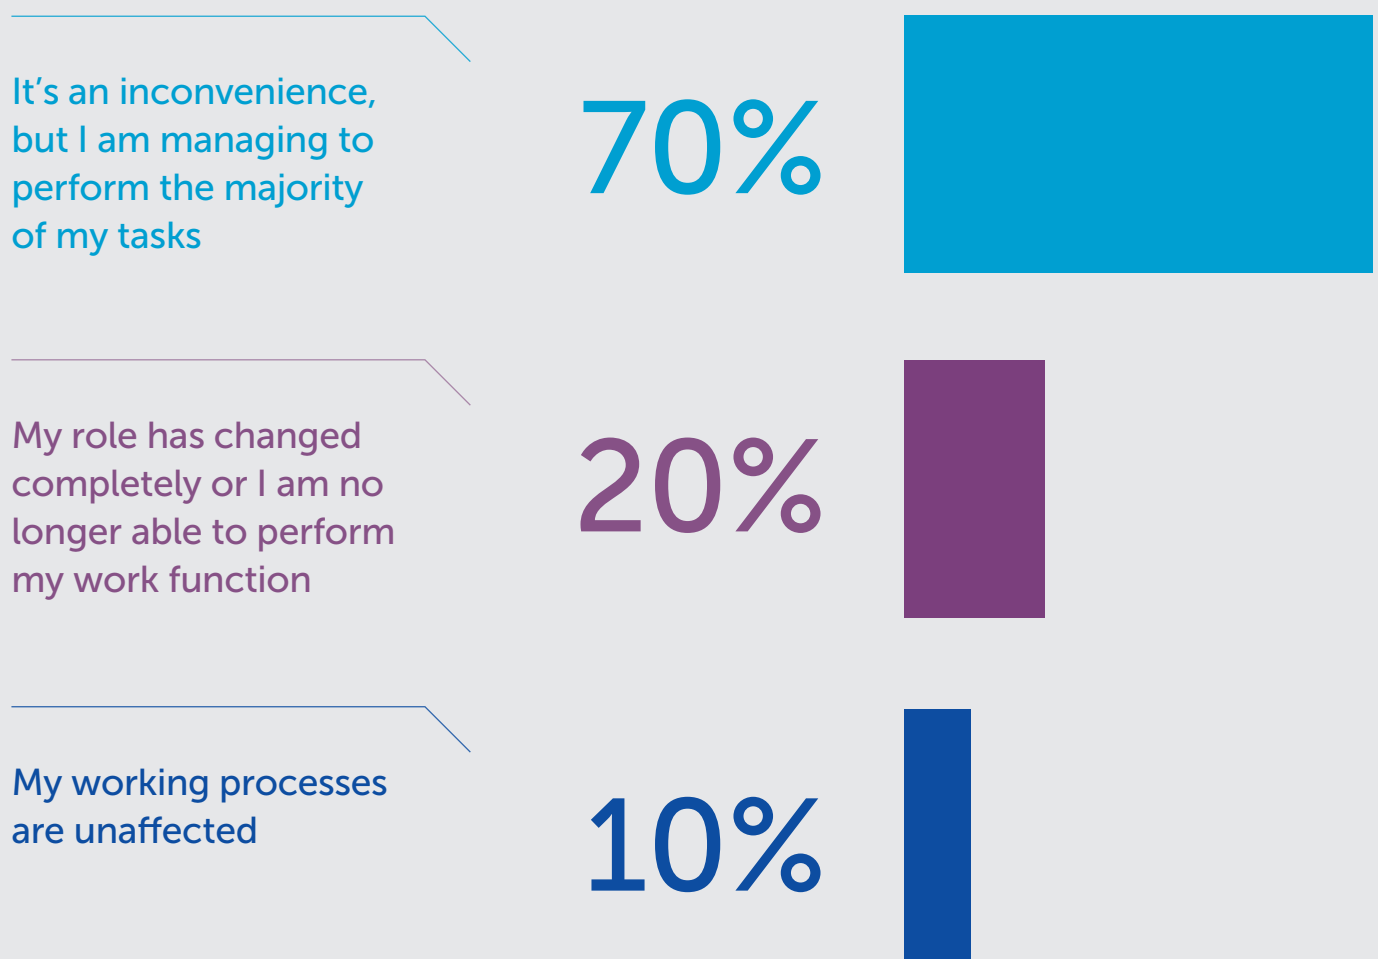 It’s an inconvenience,
but I am managing to
perform the majority
of my tasks
70%
My role has changed
completely or I am no
longer able to perform
my work function
20%
My working processes
are unaffected
10%